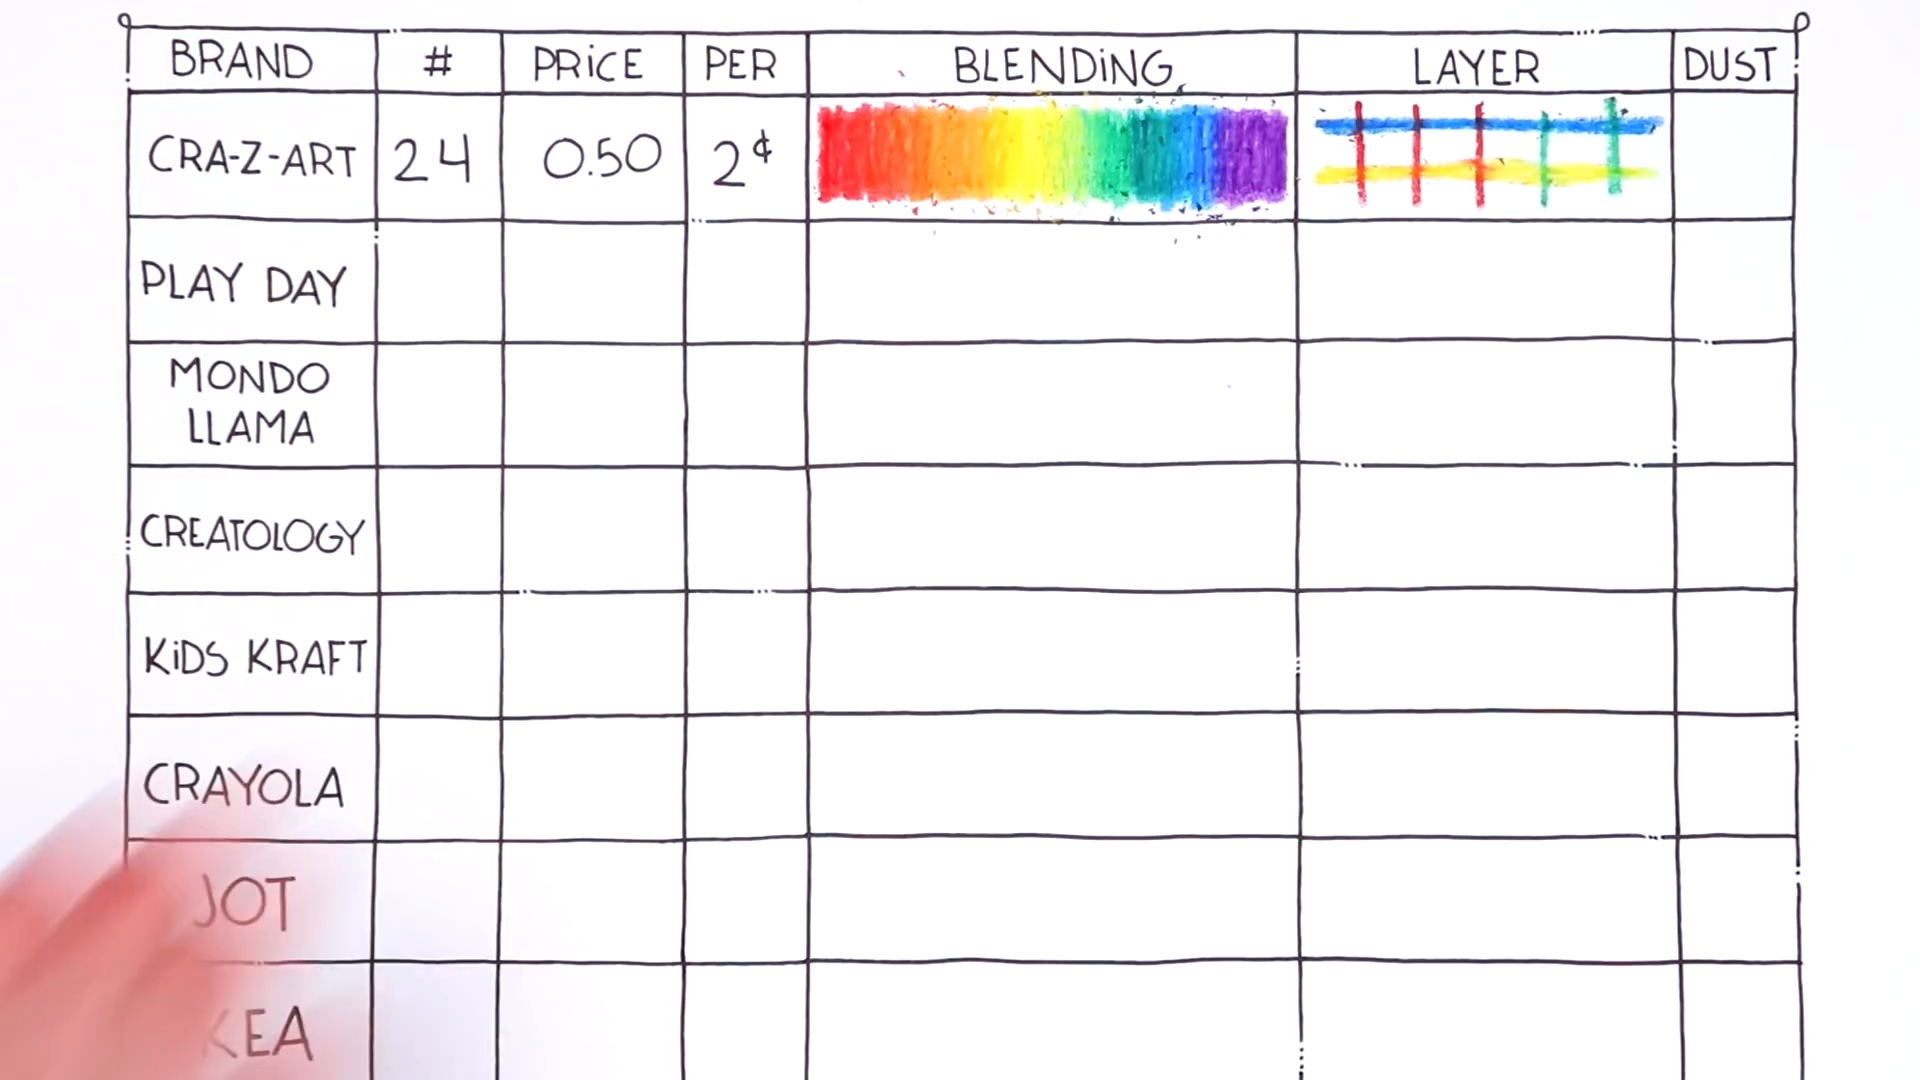 BRAND # PRiCE PER BLENDiNG LAYER DUST
CRA-Z-ART 24 0.50 2¢
PLAY DAY
MONDO
LLAMA
CREATOLOGY
KiDS KRAFT
CRAYOLA
JOT
KEA